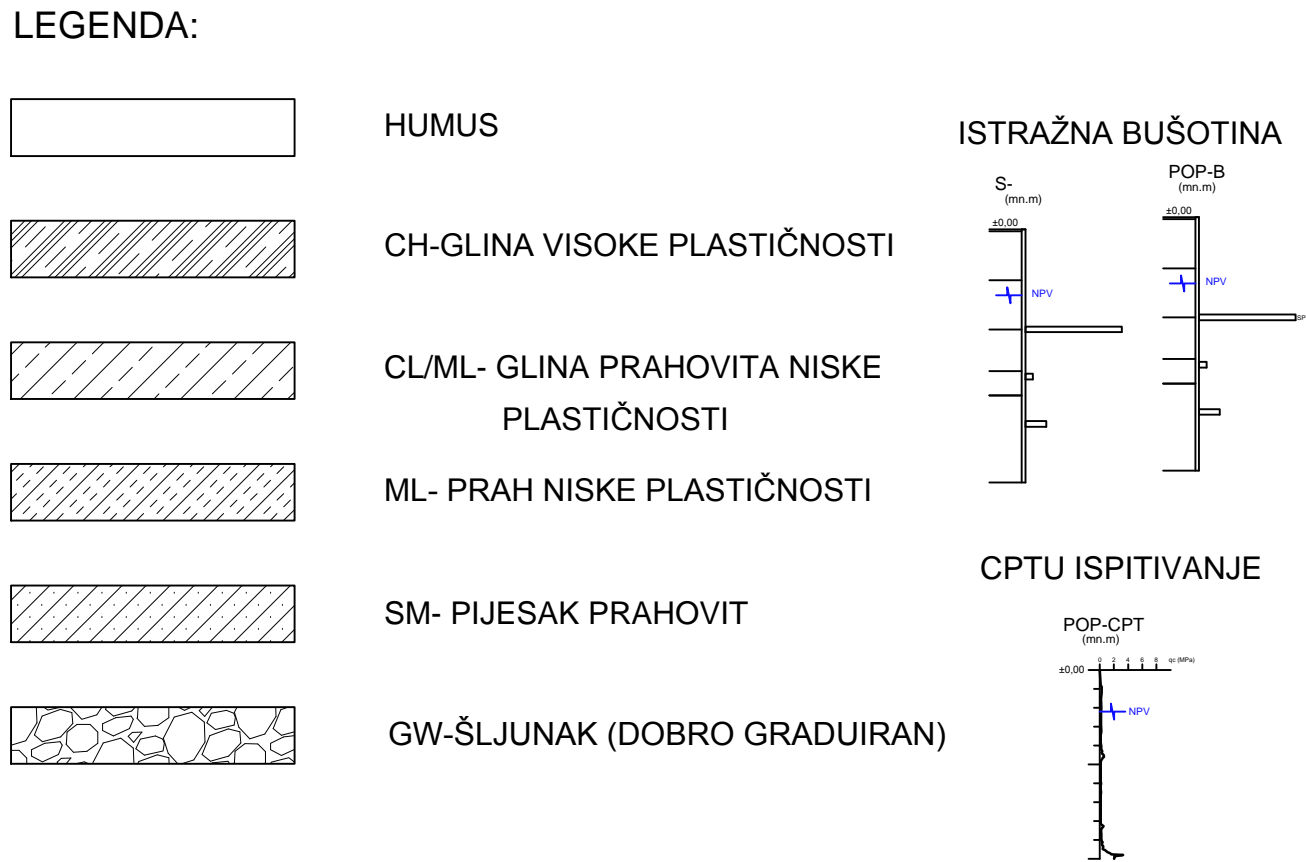 LEGENDA:
HUMUS
CH-GLINA VISOKE PLASTIČNOSTI
CL/ML- GLINA PRAHOVITA NISKE
PLASTIČNOSTI
ML- PRAH NISKE PLASTIČNOSTI
SM- PIJESAK PRAHOVIT
GW-ŠLJUNAK (DOBRO GRADUIRAN)
ISTRAŽNA BUŠOTINA
S-
(mn.m)
±0,00
NPV
POP-B
(mn.m)
±0,00
NPV
SP
CPTU ISPITIVANJE
POP-CPT
(mn.m)
0 2 4 6 8 qc (MPa)
±0,00
NPV